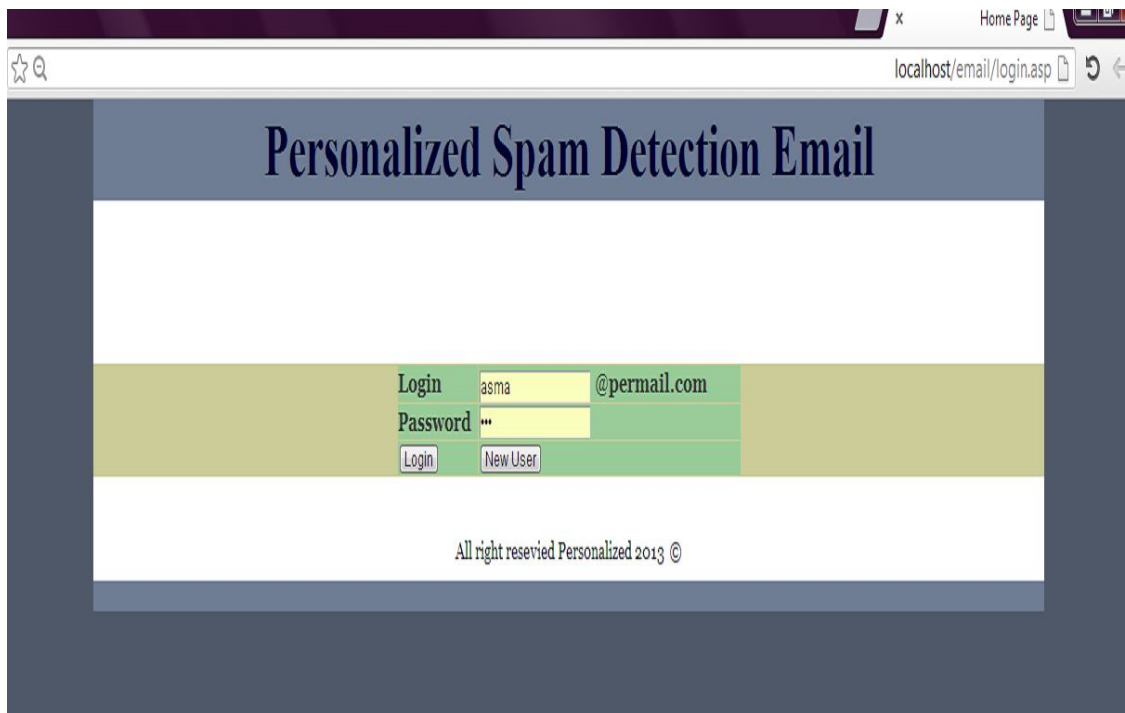 x Home Page
localhost/email/login.asp
Personalized Spam Detection Email
Login asma @permail.com
Password •••
Login New User
All right resevied Personalized 2013 ©